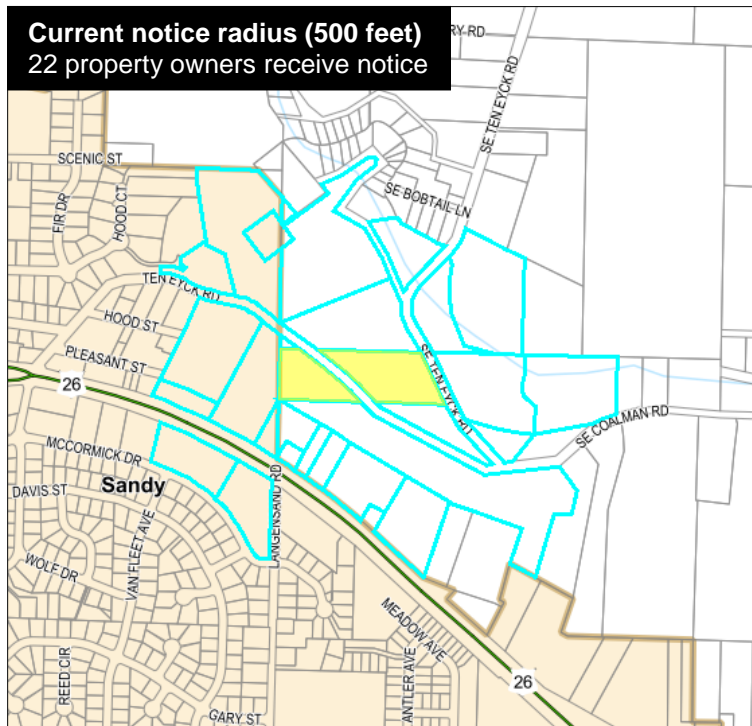 Current notice radius (500 feet)
22 property owners receive notice
RY RD
SE TEN EYCK RD
SCENIC ST
FIR DR
HOOD CT
SE BOBTAIL LN
TEN EYCK RD
HOOD ST
PLEASANT ST
SE TEN EYCK RD
26
SE COALMAN RD
MCCORMICK DR
Sandy
DAVIS ST
LANGENSAND RD
VAN FLEET AVE
WOLF DR
MEADOW AVE
REED CIR
ANTLER AVE
26
GARY ST